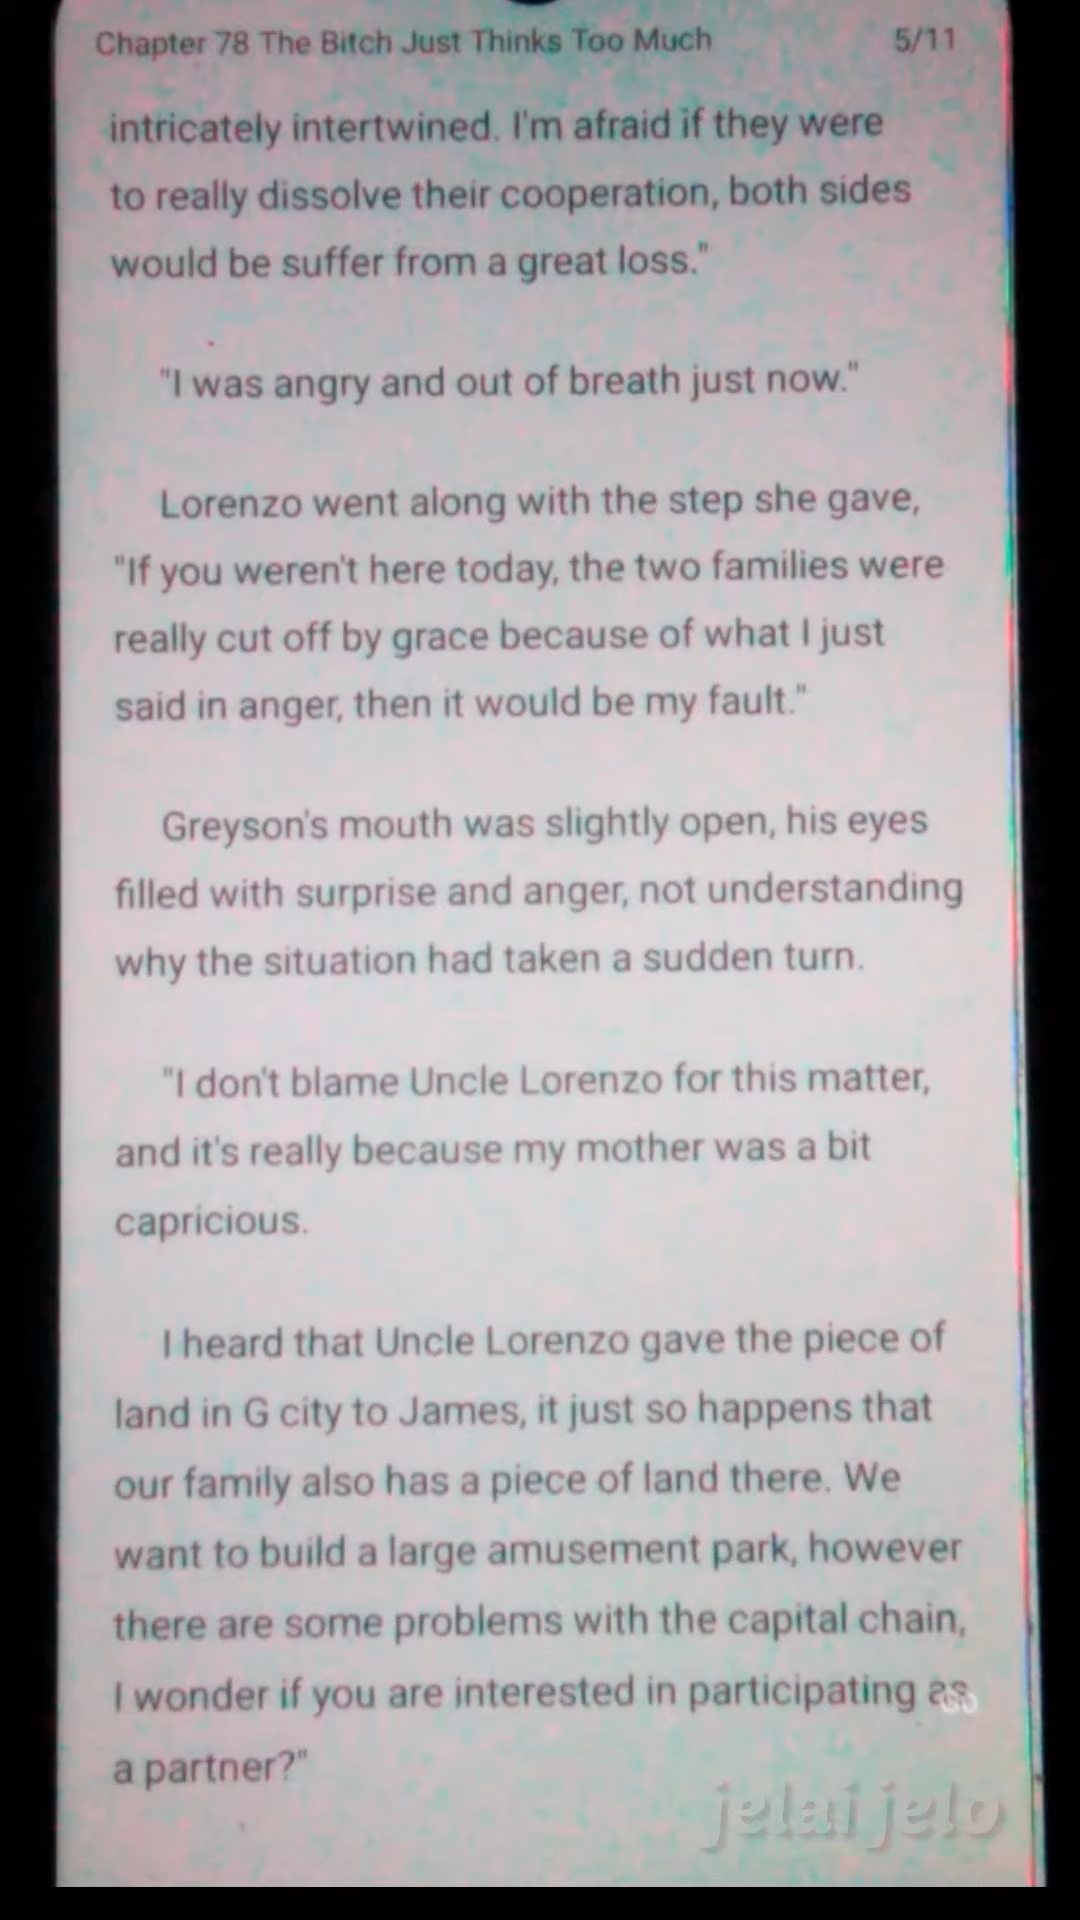 Chapter 78 The Bitch Just Thinks Too Much 5/11
intricately intertwined. I'm afraid if they were
to really dissolve their cooperation, both sides
would be suffer from a great loss."
"I was angry and out of breath just now."
Lorenzo went along with the step she gave,
"If you weren't here today, the two families were
really cut off by grace because of what I just
said in anger, then it would be my fault."
Greyson's mouth was slightly open, his eyes
filled with surprise and anger, not understanding
why the situation had taken a sudden turn.
"I don't blame Uncle Lorenzo for this matter,
and it's really because my mother was a bit
capricious.
I heard that Uncle Lorenzo gave the piece of
land in G city to James, it just so happens that
our family also has a piece of land there. We
want to build a large amusement park, however
there are some problems with the capital chain,
I wonder if you are interested in participating as
a partner?"
jelai jelo